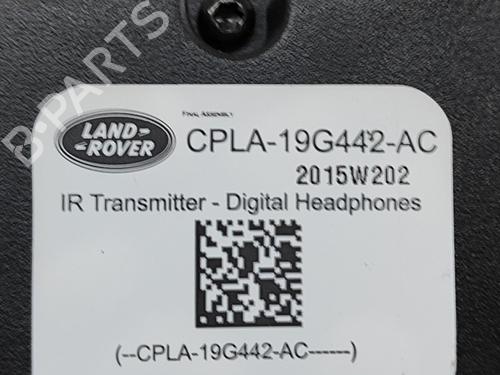 FINAL ASSEMBLY
LAND-
-ROVER
CPLA-19G442-AC
2015W202
IR Transmitter - Digital Headphones
(--CPLA-19G442-AC------)
B-PARTS